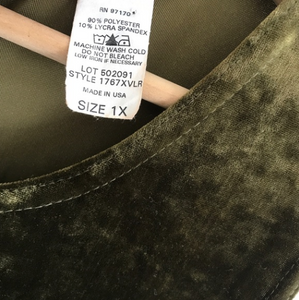 RN 97170
90% POLYESTER
10% LYCRA SPANDEX
MACHINE WASH COLD
DO NOT BLEACH
LOW IRON IF NECESSARY
LOT 502091
STYLE 1767XVLR
MADE IN USA
SIZE 1X